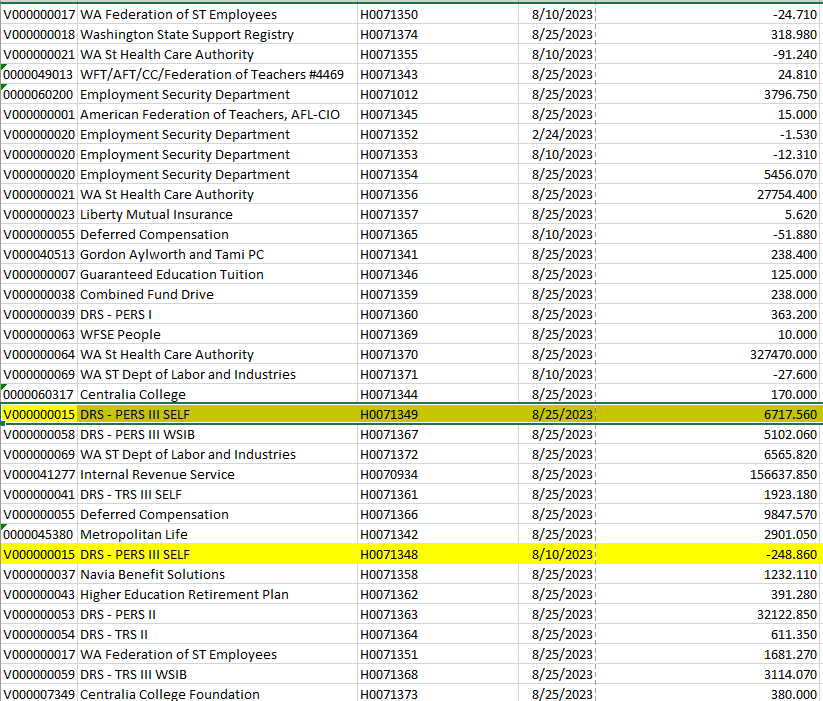 V000000017 WA Federation of ST Employees H0071350 8/10/2023 -24.710
V000000018 Washington State Support Registry H0071374 8/25/2023 318.980
V000000021 WA St Health Care Authority H0071355 8/10/2023 -91.240
0000049013 WFT/AFT/CC/Federation of Teachers #4469 H0071343 8/25/2023 24.810
0000060200 Employment Security Department H0071012 8/25/2023 3796.750
V000000001 American Federation of Teachers, AFL-CIO H0071345 8/25/2023 15.000
V000000020 Employment Security Department H0071352 2/24/2023 -1.530
V000000020 Employment Security Department H0071353 8/10/2023 -12.310
V000000020 Employment Security Department H0071354 8/25/2023 5456.070
V000000021 WA St Health Care Authority H0071356 8/25/2023 27754.400
V000000023 Liberty Mutual Insurance H0071357 8/25/2023 5.620
V000000055 Deferred Compensation H0071365 8/10/2023 -51.880
V000040513 Gordon Aylworth and Tami PC H0071341 8/25/2023 238.400
V000000007 Guaranteed Education Tuition H0071346 8/25/2023 125.000
V000000038 Combined Fund Drive H0071359 8/25/2023 238.000
V000000039 DRS - PERS I H0071360 8/25/2023 363.200
V000000063 WFSE People H0071369 8/25/2023 10.000
V000000064 WA St Health Care Authority H0071370 8/25/2023 327470.000
V000000069 WA ST Dept of Labor and Industries H0071371 8/10/2023 -27.600
0000060317 Centralia College H0071344 8/25/2023 170.000
V000000015 DRS - PERS III SELF H0071349 8/25/2023 6717.560
V000000058 DRS - PERS III WSIB H0071367 8/25/2023 5102.060
V000000069 WA ST Dept of Labor and Industries H0071372 8/25/2023 6565.820
V000041277 Internal Revenue Service H0070934 8/25/2023 156637.850
V000000041 DRS - TRS III SELF H0071361 8/25/2023 1923.180
V000000055 Deferred Compensation H0071366 8/25/2023 9847.570
0000045380 Metropolitan Life H0071342 8/25/2023 2901.050
V000000015 DRS - PERS III SELF H0071348 8/10/2023 -248.860
V000000037 Navia Benefit Solutions H0071358 8/25/2023 1232.110
V000000043 Higher Education Retirement Plan H0071362 8/25/2023 391.280
V000000053 DRS - PERS II H0071363 8/25/2023 32122.850
V000000054 DRS - TRS II H0071364 8/25/2023 611.350
V000000017 WA Federation of ST Employees H0071351 8/25/2023 1681.270
V000000059 DRS - TRS III WSIB H0071368 8/25/2023 3114.070
V000007349 Centralia College Foundation H0071373 8/25/2023 380.000